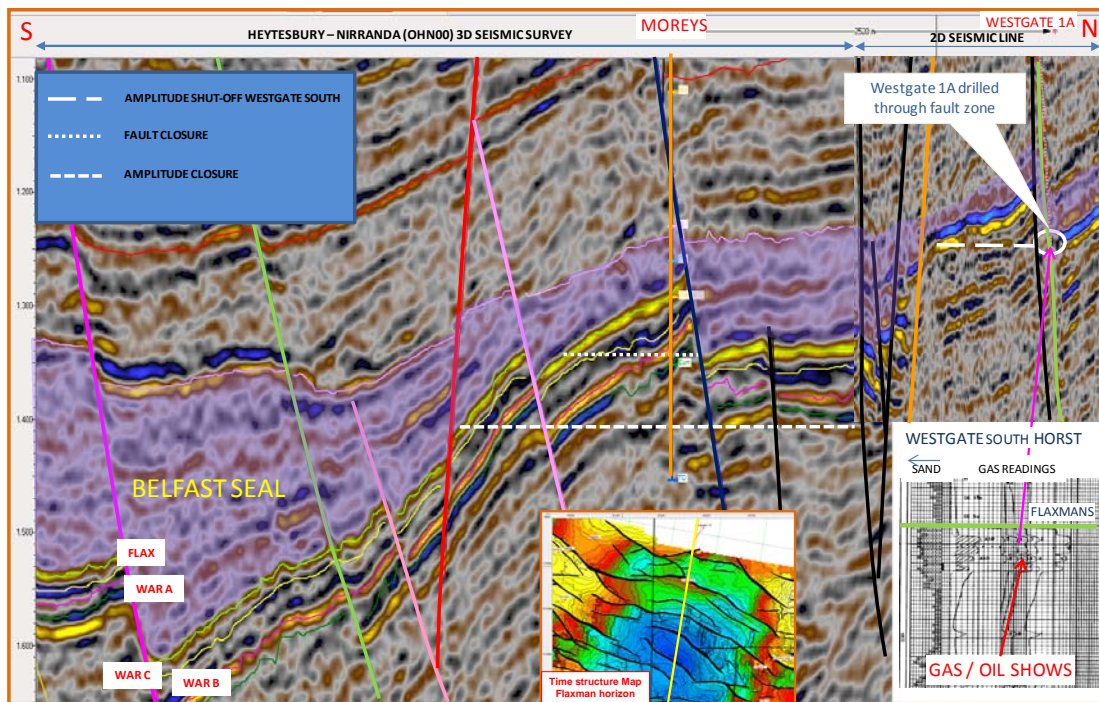 S
HEYTESBURY – NIRRANDA (OHN00) 3D SEISMIC SURVEY
MOREYS
2520 m
WESTGATE 1A
N
2D SEISMIC LINE
1.100
1.200
1.300
1.400
1.500
1.600
AMPLITUDE SHUT-OFF WESTGATE SOUTH
FAULT CLOSURE
AMPLITUDE CLOSURE
Westgate 1A drilled
through fault zone
BELFAST SEAL
FLAX
WAR A
WAR C
WAR B
Time structure Map
Flaxman horizon
WESTGATE SOUTH HORST
SAND
GAS READINGS
FLAXMANS
GAS / OIL SHOWS